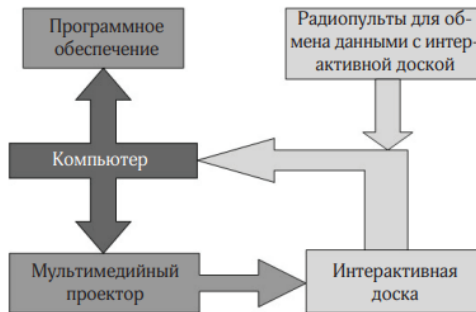 Программное
обеспечение
Радиопульты для об-
мена данными с интер-
активной доской
Компьютер
Мультимедийный
проектор
Интерактивная
доска